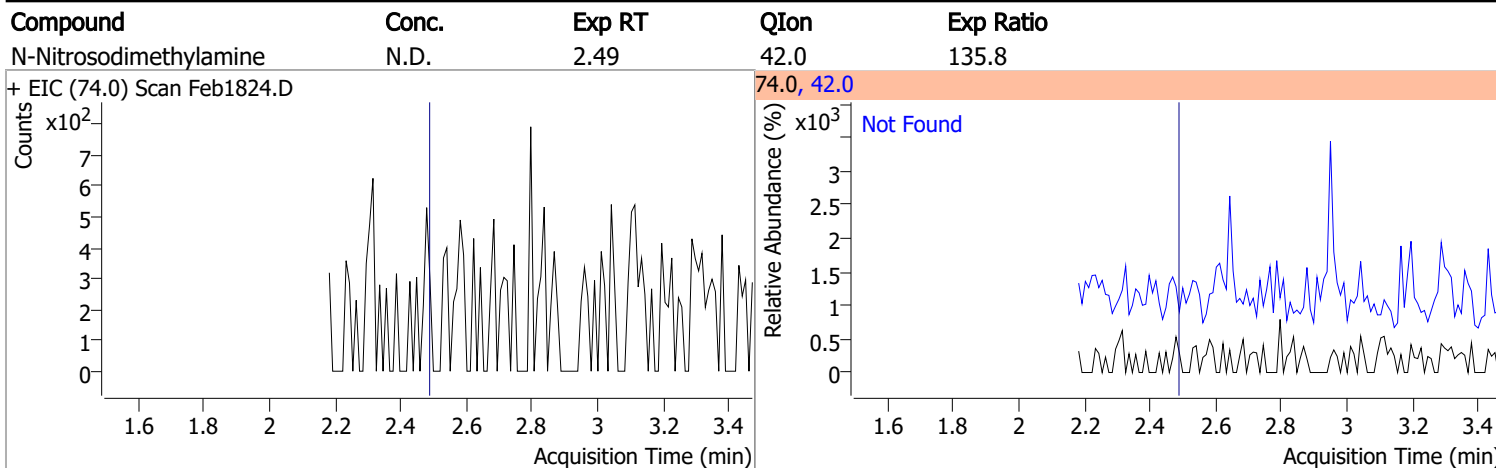 Compound Conc. Exp RT QIon Exp Ratio
N-Nitrosodimethylamine N.D. 2.49 42.0 135.8
+ EIC (74.0) Scan Feb1824.D
Counts
x10²
7
6
5
4
3
2
1
0
1.6 1.8 2 2.2 2.4 2.6 2.8 3 3.2 3.4
Acquisition Time (min)
74.0, 42.0
Relative Abundance (%)
x10³
Not Found
3
2.5
2
1.5
1
0.5
0
1.6 1.8 2 2.2 2.4 2.6 2.8 3 3.2 3.4
Acquisition Time (min)